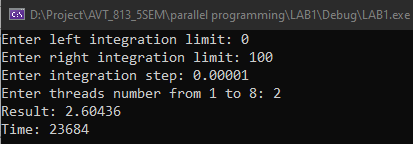 D:\Project\AVT_813_5SEM\parallel programming\LAB1\Debug\LAB1.exe
Enter left integration limit: 0
Enter right integration limit: 100
Enter integration step: 0.00001
Enter threads number from 1 to 8: 2
Result: 2.60436
Time: 23684